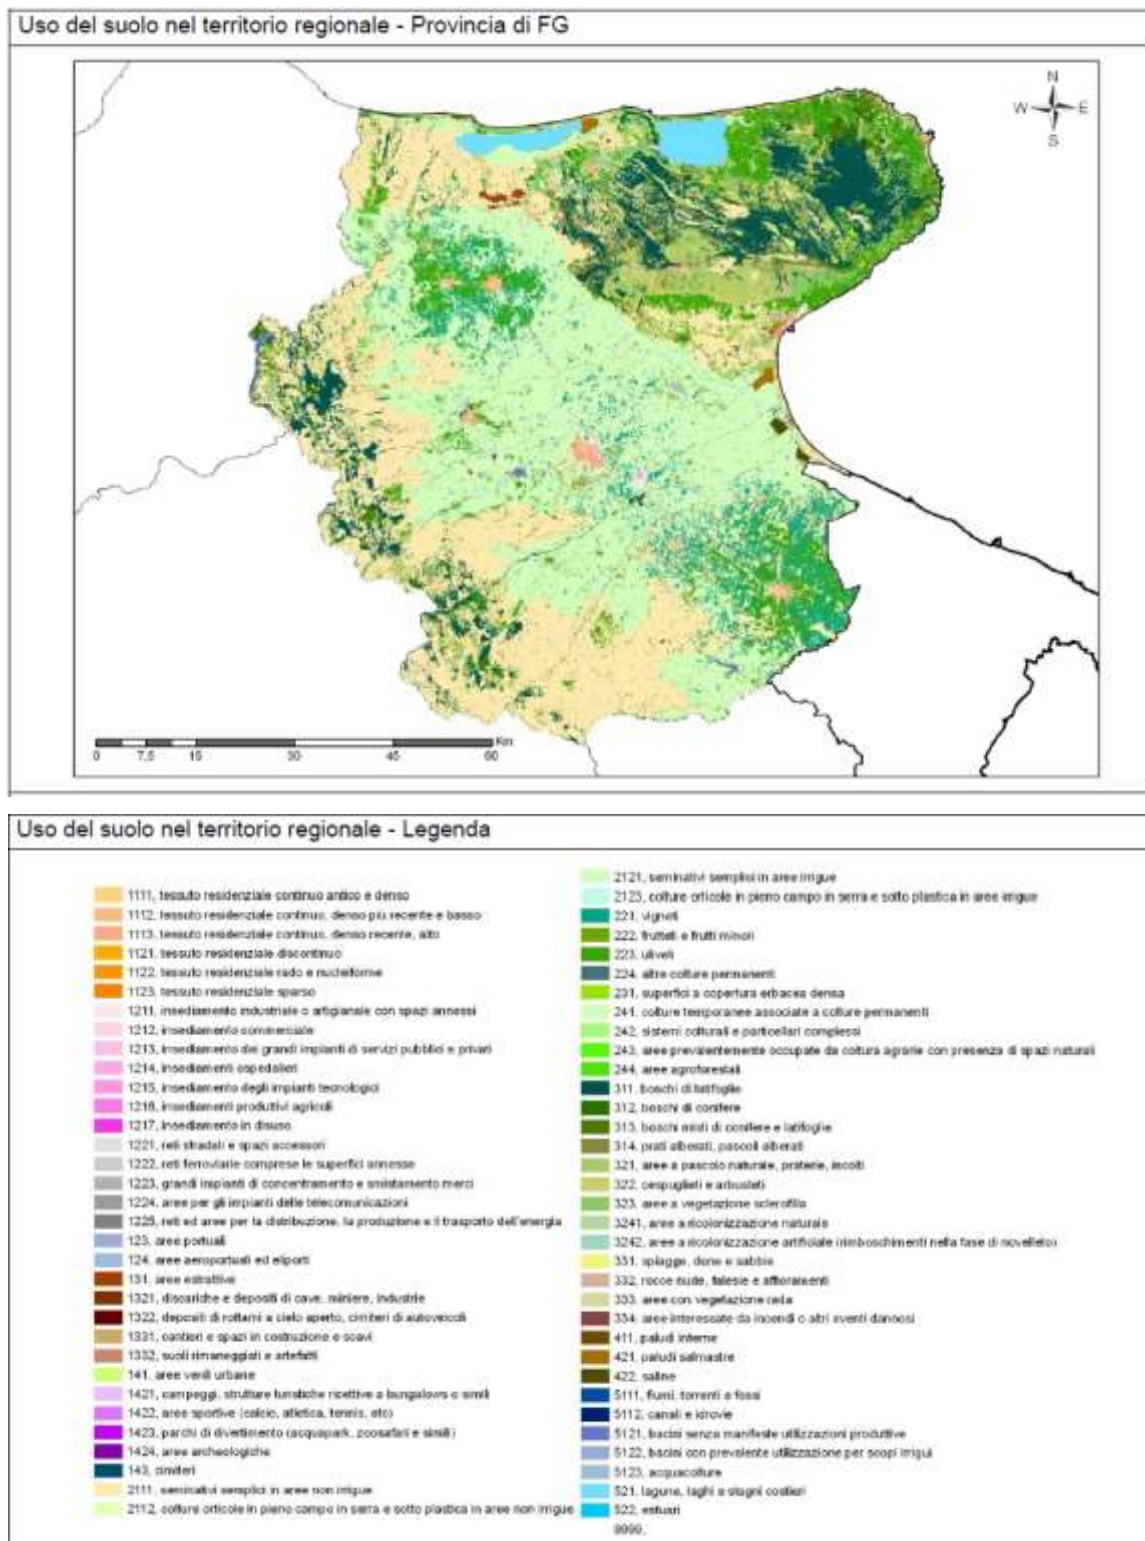 Uso del suolo nel territorio regionale - Provincia di FG
N
W
E
S
Km
0
7.5
15
30
45
60
Uso del suolo nel territorio regionale - Legenda
1111, tessuto residenziale continuo antico e denso
1112, tessuto residenziale continuo, denso più recente e basso
1113, tessuto residenziale continuo, denso recente, alto
1121, tessuto residenziale discontinuo
1122, tessuto residenziale rado e nucleiforme
1123, tessuto residenziale sparso
1211, insediamento industriale o artigianale con spazi annessi
1212, insediamento commerciale
1213, insediamento dei grandi impianti di servizi pubblici e privati
1214, insediamenti ospedalieri
1215, insediamento degli impianti tecnologici
1216, insediamenti produttivi agricoli
1217, insediamento in disuso
1221, reti stradali e spazi accessori
1222, reti ferroviarie comprese le superfici annesse
1223, grandi impianti di concentramento e smistamento merci
1224, aree per gli impianti delle telecomunicazioni
1225, reti ed aree per la distribuzione, la produzione e il trasporto dell'energia
123, aree portuali
124, aree aeroportuali ed eliporti
131, aree estrattive
1321, discariche e depositi di cave, miniere, industrie
1322, depositi di rottami a cielo aperto, cimiteri di autoveicoli
1331, cantieri e spazi in costruzione e scavi
1332, suoli rimaneggiati e artefatti
141, aree verdi urbane
1421, campeggi, strutture turistiche ricettive a bungalows o simili
1422, aree sportive (calcio, atletica, tennis, etc)
1423, parchi di divertimento (acquapark, zoosafari e simili)
1424, aree archeologiche
143, cimiteri
2111, seminativi semplici in aree non irrigue
2112, colture orticole in pieno campo in serra e sotto plastica in aree non irrigue
2121, seminativi semplici in aree irrigue
2123, colture orticole in pieno campo in serra e sotto plastica in aree irrigue
221, vigneti
222, frutteti e frutti minori
223, uliveti
224, altre colture permanenti
231, superfici a copertura erbacea densa
241, colture temporanee associate a colture permanenti
242, sistemi colturali e particellari complessi
243, aree prevalentemente occupate da coltura agrarie con presenza di spazi naturali
244, aree agroforestali
311, boschi di latifoglie
312, boschi di conifere
313, boschi misti di conifere e latifoglie
314, prati alberati, pascoli alberati
321, aree a pascolo naturale, praterie, incolti
322, cespuglieti e arbusteti
323, aree a vegetazione sclerofilla
3241, aree a ricolonizzazione naturale
3242, aree a ricolonizzazione artificiale (rimboschimenti nella fase di novelleto)
331, spiagge, dune e sabbie
332, rocce nude, falesie e affioramenti
333, aree con vegetazione rada
334, aree interessate da incendi o altri eventi dannosi
411, paludi interne
421, paludi salmastre
422, saline
5111, fiumi, torrenti e fossi
5112, canali e idrovie
5121, bacini senza manifeste utilizzazioni produttive
5122, bacini con prevalente utilizzazione per scopi irrigui
5123, acquacolture
521, lagune, laghi e stagni costieri
522, estuari
9999,